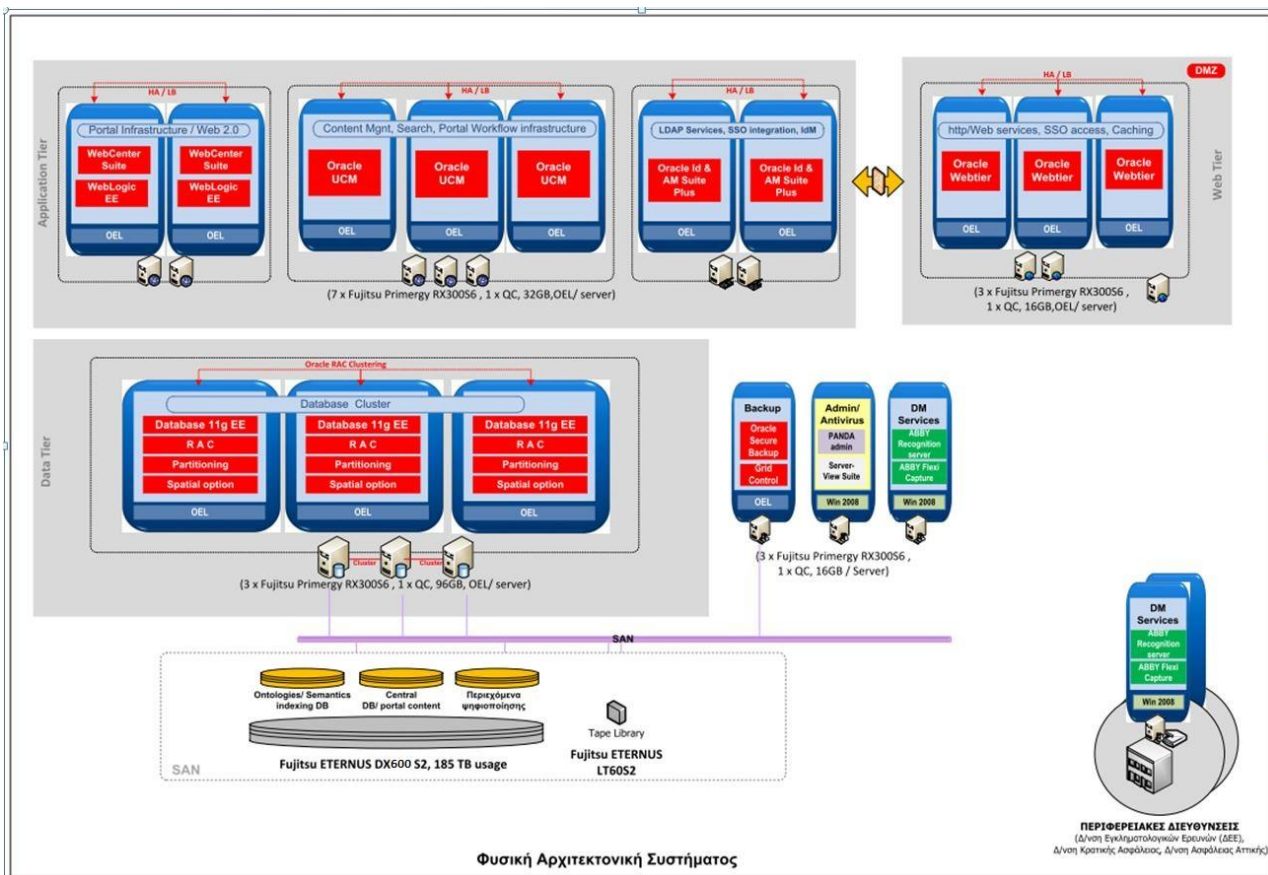 HA / LB
HA / LB
HA / LB
HA / LB
DMZ
Application Tier
Web Tier
Portal Infrastructure / Web 2.0
Content Mgnt, Search, Portal Workflow infrastructure
LDAP Services, SSO integration, IdM
http/Web services, SSO access, Caching
WebCenter Suite
WebLogic EE
OEL
WebCenter Suite
WebLogic EE
OEL
Oracle UCM
OEL
Oracle UCM
OEL
Oracle UCM
OEL
Oracle Id & AM Suite Plus
OEL
Oracle Id & AM Suite Plus
OEL
Oracle Webtier
OEL
Oracle Webtier
OEL
Oracle Webtier
OEL
(7 x Fujitsu Primergy RX300S6 , 1 x QC, 32GB,OEL/ server)
(3 x Fujitsu Primergy RX300S6 ,
1 x QC, 16GB,OEL/ server)
Data Tier
Oracle RAC Clustering
Database Cluster
Database 11g EE
R A C
Partitioning
Spatial option
OEL
Database 11g EE
R A C
Partitioning
Spatial option
OEL
Database 11g EE
R A C
Partitioning
Spatial option
OEL
Cluster
Cluster
(3 x Fujitsu Primergy RX300S6 , 1 x QC, 96GB, OEL/ server)
Backup
Oracle Secure Backup
Grid Control
OEL
Admin/ Antivirus
PANDA admin
Server-View Suite
Win 2008
DM Services
ABBY Recognition server
ABBY Flexi Capture
Win 2008
(3 x Fujitsu Primergy RX300S6 ,
1 x QC, 16GB / Server)
SAN
Ontologies/ Semantics indexing DB
Central DB/ portal content
Περιεχόμενα ψηφιοποίησης
Fujitsu ETERNUS DX600 S2, 185 TB usage
Tape Library
Fujitsu ETERNUS
LT60S2
SAN
DM Services
ABBY Recognition server
ABBY Flexi Capture
Win 2008
ΠΕΡΙΦΕΡΕΙΑΚΕΣ ΔΙΕΥΘΥΝΣΕΙΣ
(Δ/νση Εγκληματολογικών Ερευνών (ΔΕΕ),
Δ/νση Κρατικής Ασφάλειας, Δ/νση Ασφάλειας Αττικής)
Φυσική Αρχιτεκτονική Συστήματος